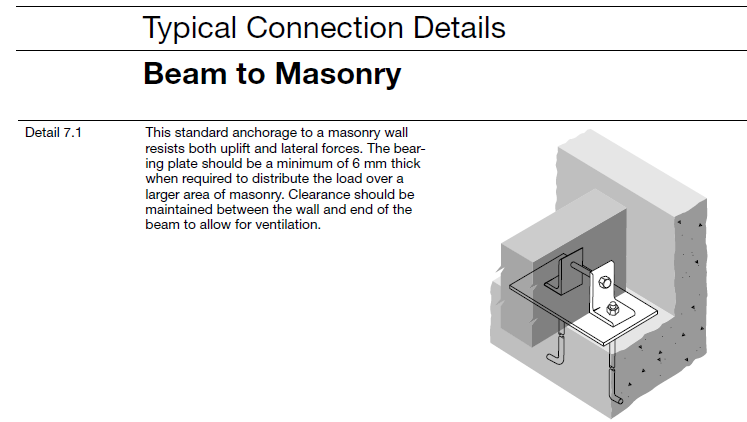 Typical Connection Details
Beam to Masonry
Detail 7.1
This standard anchorage to a masonry wall
resists both uplift and lateral forces. The bear-
ing plate should be a minimum of 6 mm thick
when required to distribute the load over a
larger area of masonry. Clearance should be
maintained between the wall and end of the
beam to allow for ventilation.